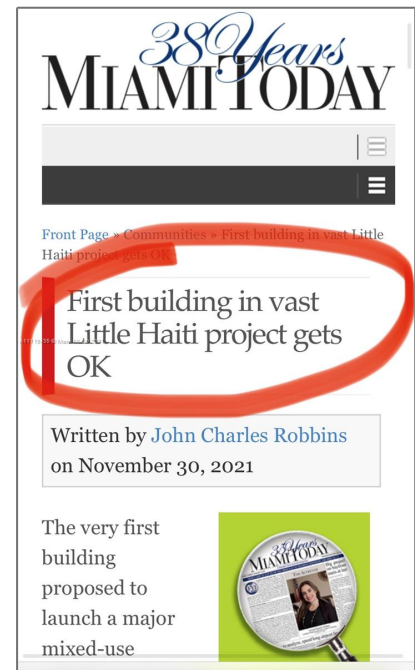 38 Years
MIAMI TODAY
Front Page » Communities » First building in vast Little
Haiti project gets OK
First building in vast
Little Haiti project gets
OK
Written by John Charles Robbins
on November 30, 2021
The very first
building
proposed to
launch a major
mixed-use
38 Years
MIAMI TODAY